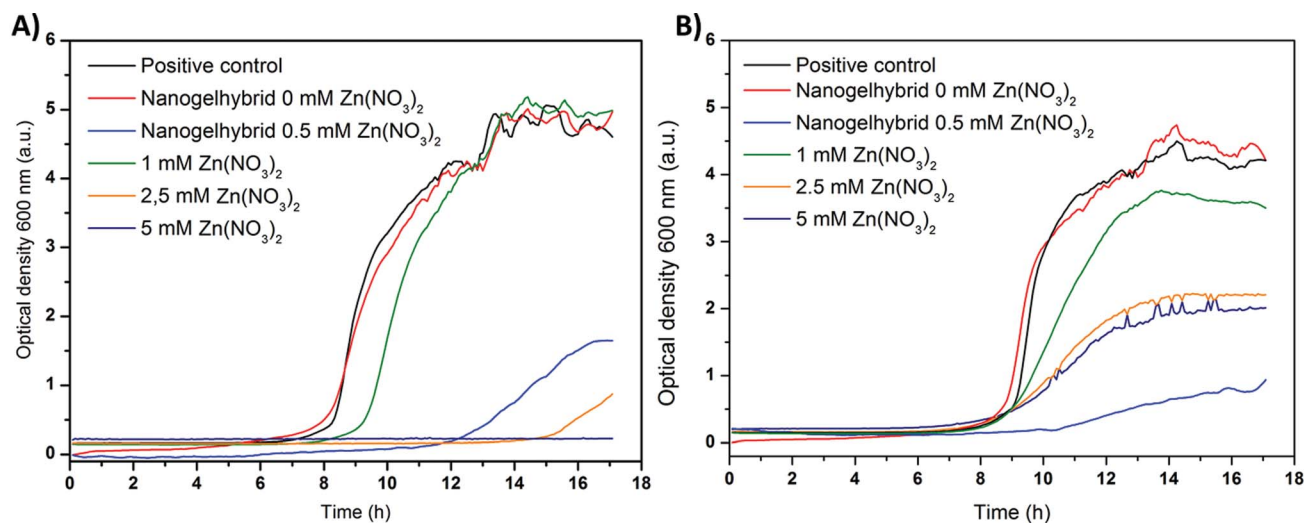 A)
6
5
4
3
2
1
0
Optical density 600 nm (a.u.)
Positive control
Nanogelhybrid 0 mM Zn(NO₃)₂
Nanogelhybrid 0.5 mM Zn(NO₃)₂
1 mM Zn(NO₃)₂
2,5 mM Zn(NO₃)₂
5 mM Zn(NO₃)₂
0 2 4 6 8 10 12 14 16 18
Time (h)
B)
6
5
4
3
2
1
0
Optical density 600 nm (a.u.)
Positive control
Nanogelhybrid 0 mM Zn(NO₃)₂
Nanogelhybrid 0.5 mM Zn(NO₃)₂
1 mM Zn(NO₃)₂
2.5 mM Zn(NO₃)₂
5 mM Zn(NO₃)₂
0 2 4 6 8 10 12 14 16 18
Time (h)